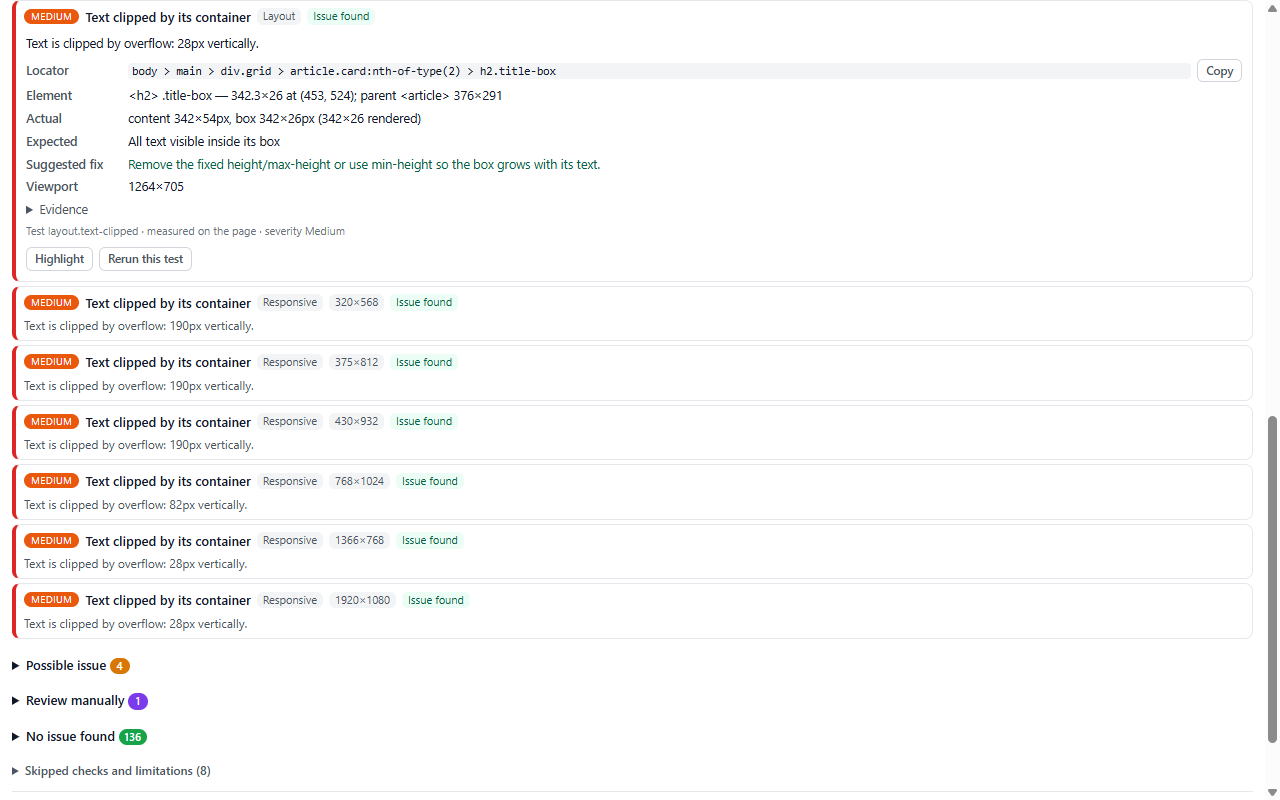 MEDIUM Text clipped by its container Layout Issue found
Text is clipped by overflow: 28px vertically.
Locator body > main > div.grid > article.card:nth-of-type(2) > h2.title-box Copy
Element <h2> .title-box — 342.3×26 at (453, 524); parent <article> 376×291
Actual content 342×54px, box 342×26px (342×26 rendered)
Expected All text visible inside its box
Suggested fix Remove the fixed height/max-height or use min-height so the box grows with its text.
Viewport 1264×705
▶ Evidence
Test layout.text-clipped · measured on the page · severity Medium
Highlight Rerun this test
MEDIUM Text clipped by its container Responsive 320×568 Issue found
Text is clipped by overflow: 190px vertically.
MEDIUM Text clipped by its container Responsive 375×812 Issue found
Text is clipped by overflow: 190px vertically.
MEDIUM Text clipped by its container Responsive 430×932 Issue found
Text is clipped by overflow: 190px vertically.
MEDIUM Text clipped by its container Responsive 768×1024 Issue found
Text is clipped by overflow: 82px vertically.
MEDIUM Text clipped by its container Responsive 1366×768 Issue found
Text is clipped by overflow: 28px vertically.
MEDIUM Text clipped by its container Responsive 1920×1080 Issue found
Text is clipped by overflow: 28px vertically.
▶ Possible issue 4
▶ Review manually 1
▶ No issue found 136
▶ Skipped checks and limitations (8)